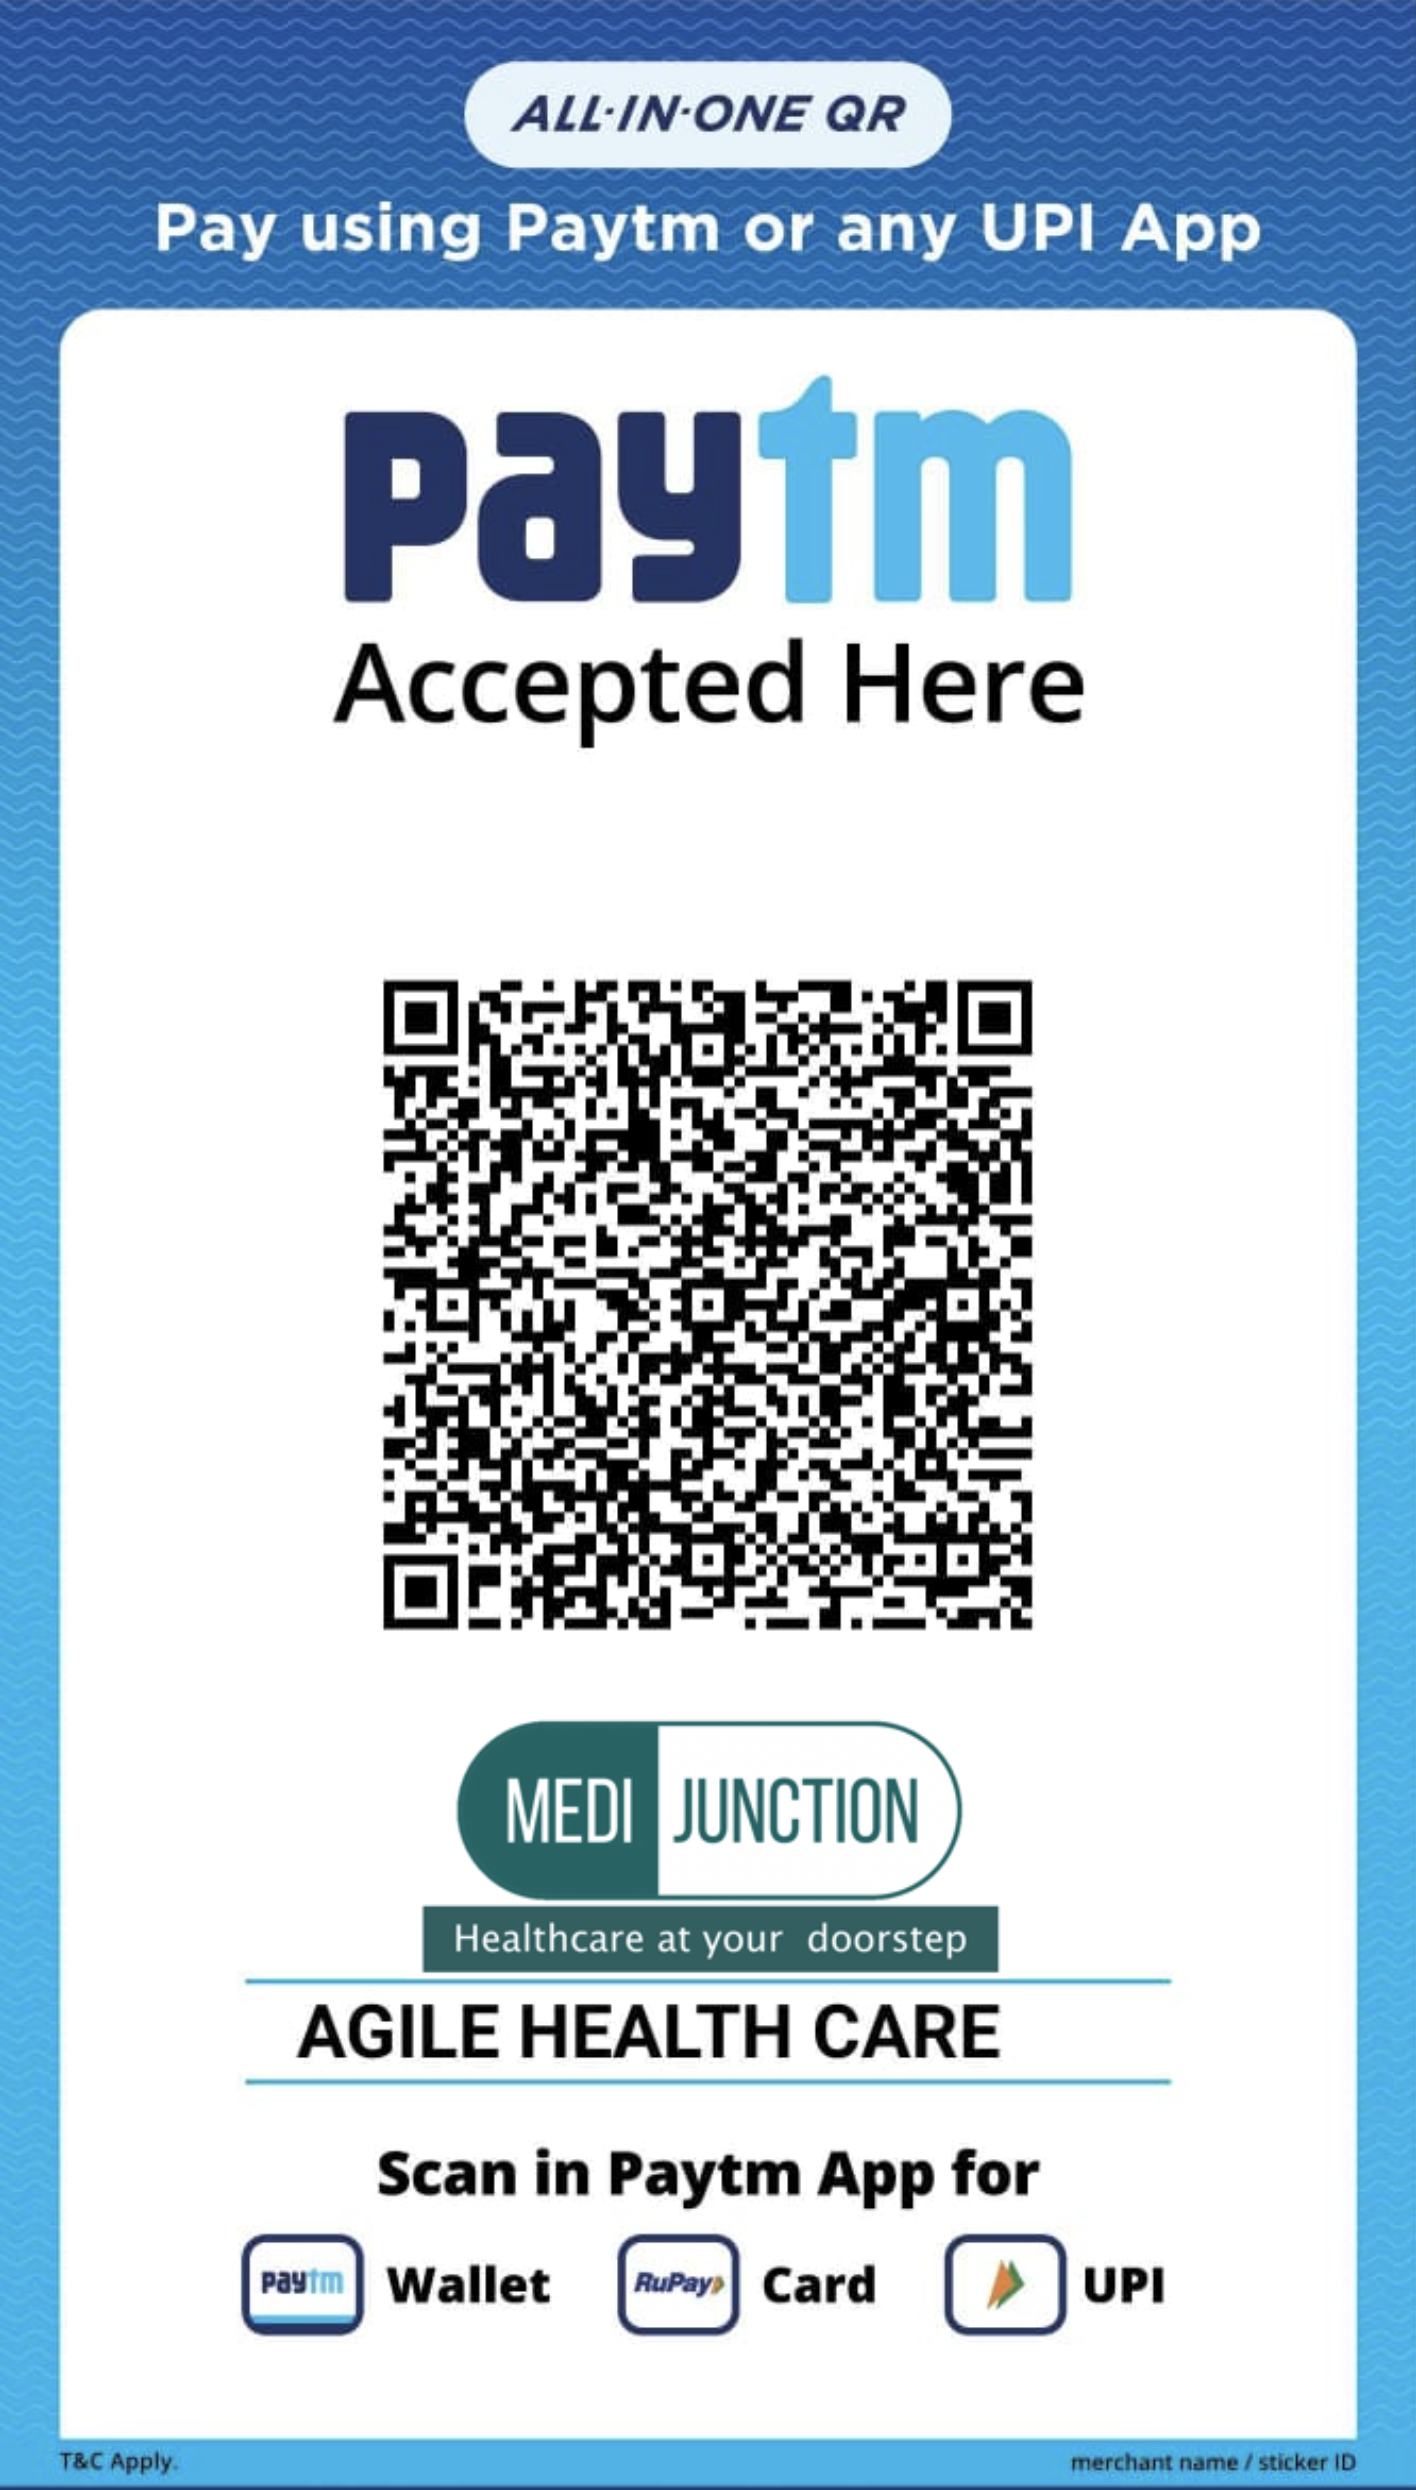 ALL·IN·ONE QR
Pay using Paytm or any UPI App
paytm
Accepted Here
MEDI JUNCTION
Healthcare at your doorstep
AGILE HEALTH CARE
Scan in Paytm App for
paytm Wallet RuPay Card UPI
T&C Apply. merchant name / sticker ID